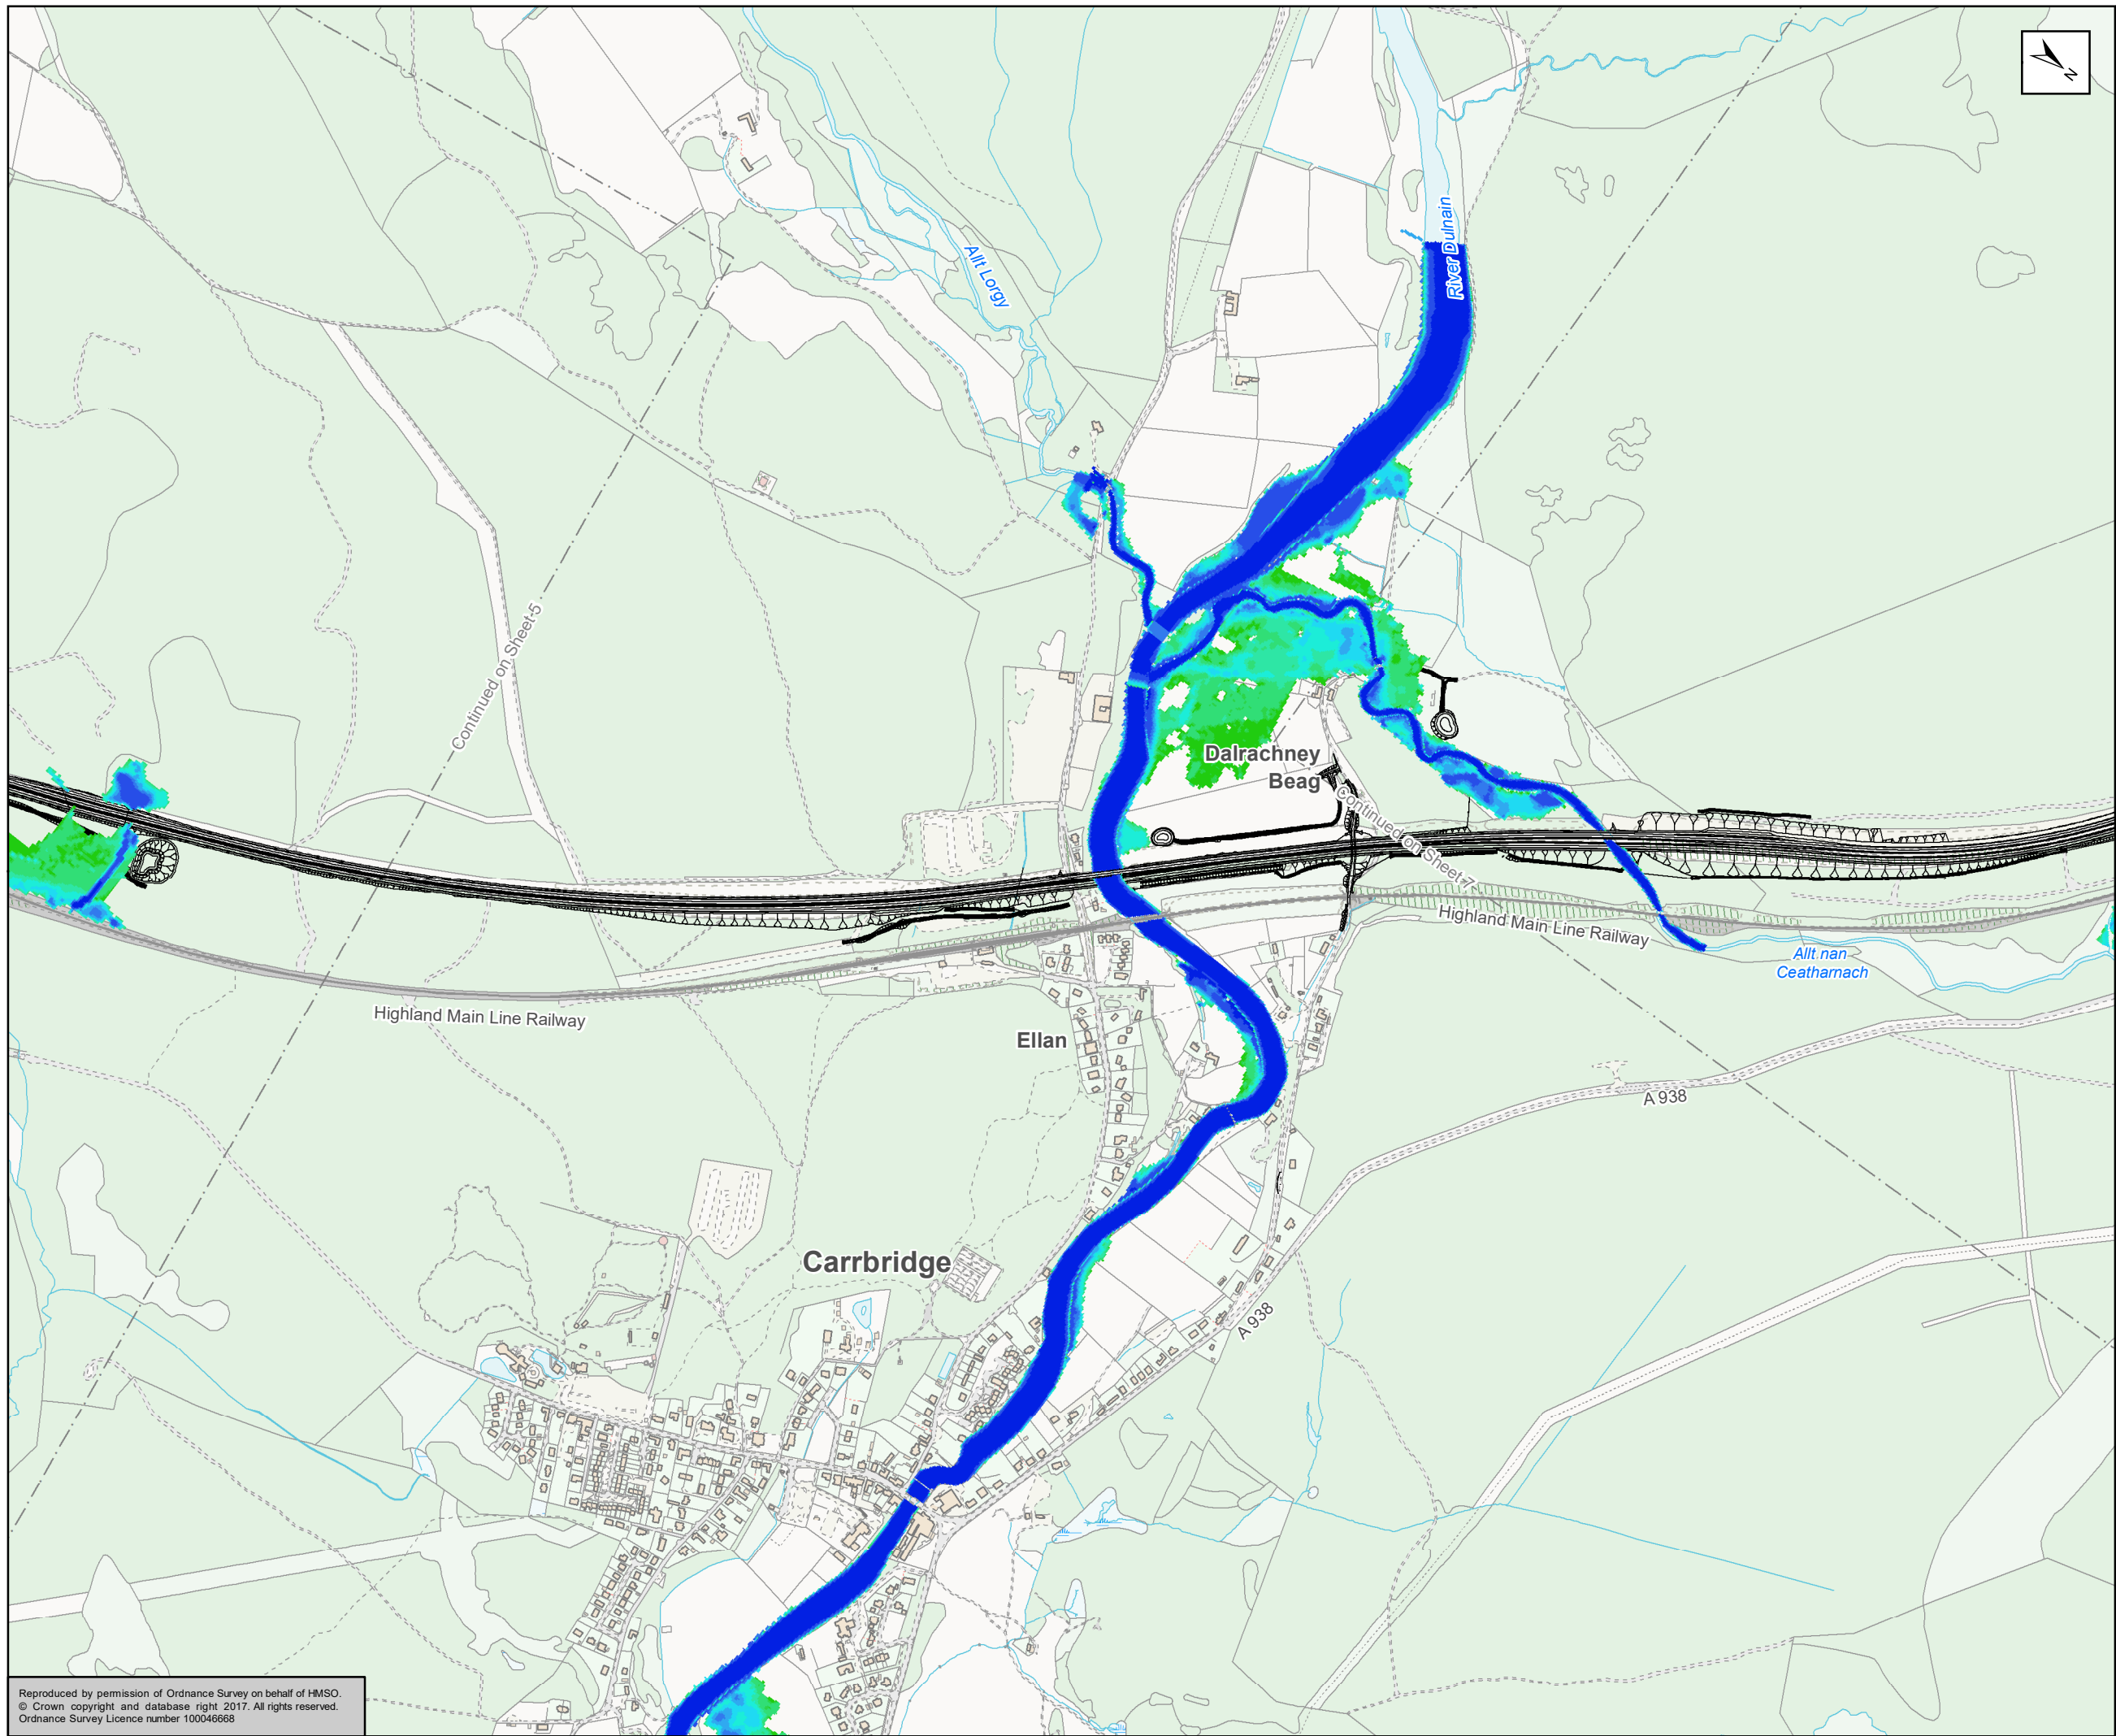 N
River Dulnain
Allt Lorgy
Continued on Sheet 5
Dalrachney
Beag
Continued on Sheet 7
Highland Main Line Railway
Allt nan
Ceatharnach
Highland Main Line Railway
Ellan
A 938
Carrbridge
A 938
Reproduced by permission of Ordnance Survey on behalf of HMSO.
© Crown copyright and database right 2017. All rights reserved.
Ordnance Survey Licence number 100046668